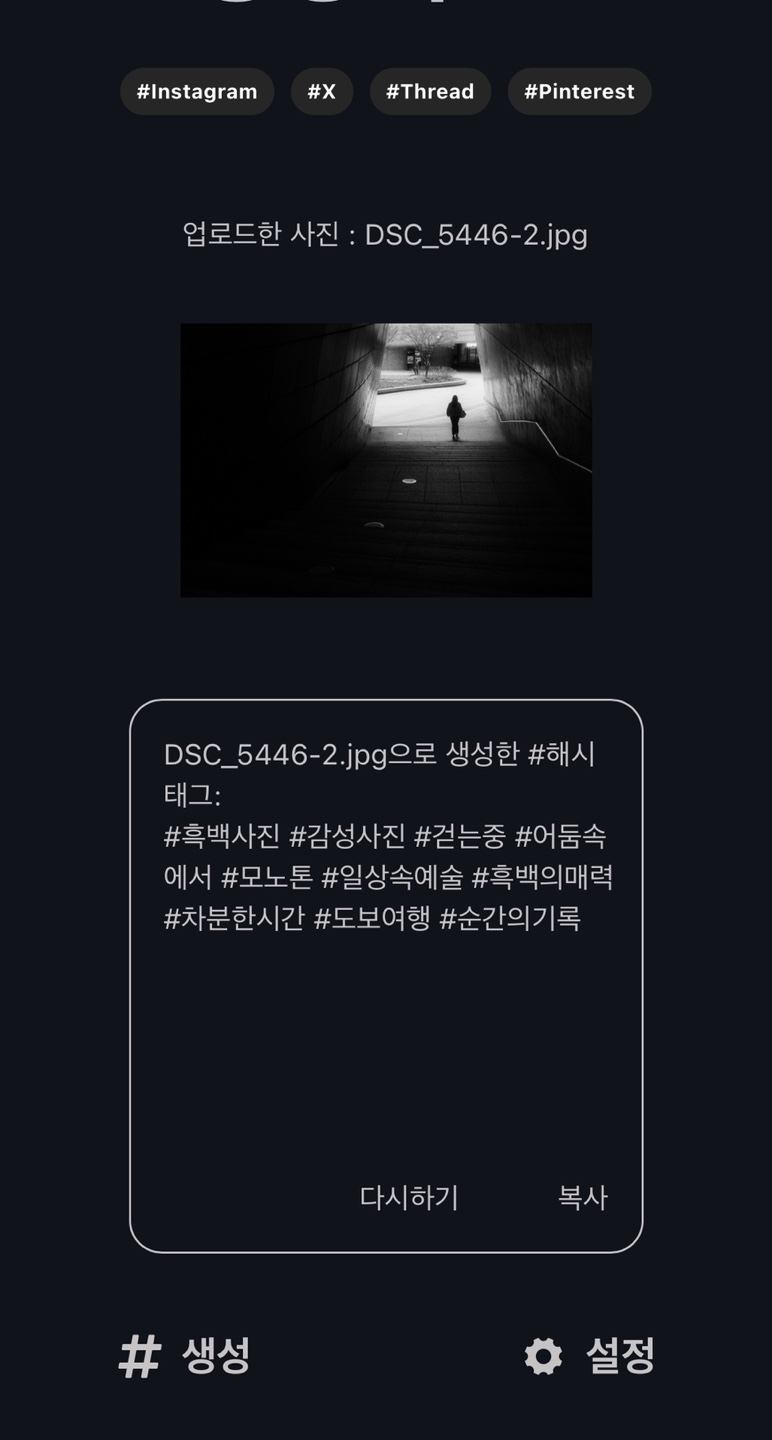 #Instagram #X #Thread #Pinterest
업로드한 사진 : DSC_5446-2.jpg
DSC_5446-2.jpg으로 생성한 #해시
태그:
#흑백사진 #감성사진 #걷는중 #어둠속
에서 #모노톤 #일상속예술 #흑백의매력
#차분한시간 #도보여행 #순간의기록
다시하기 복사
# 생성 설정